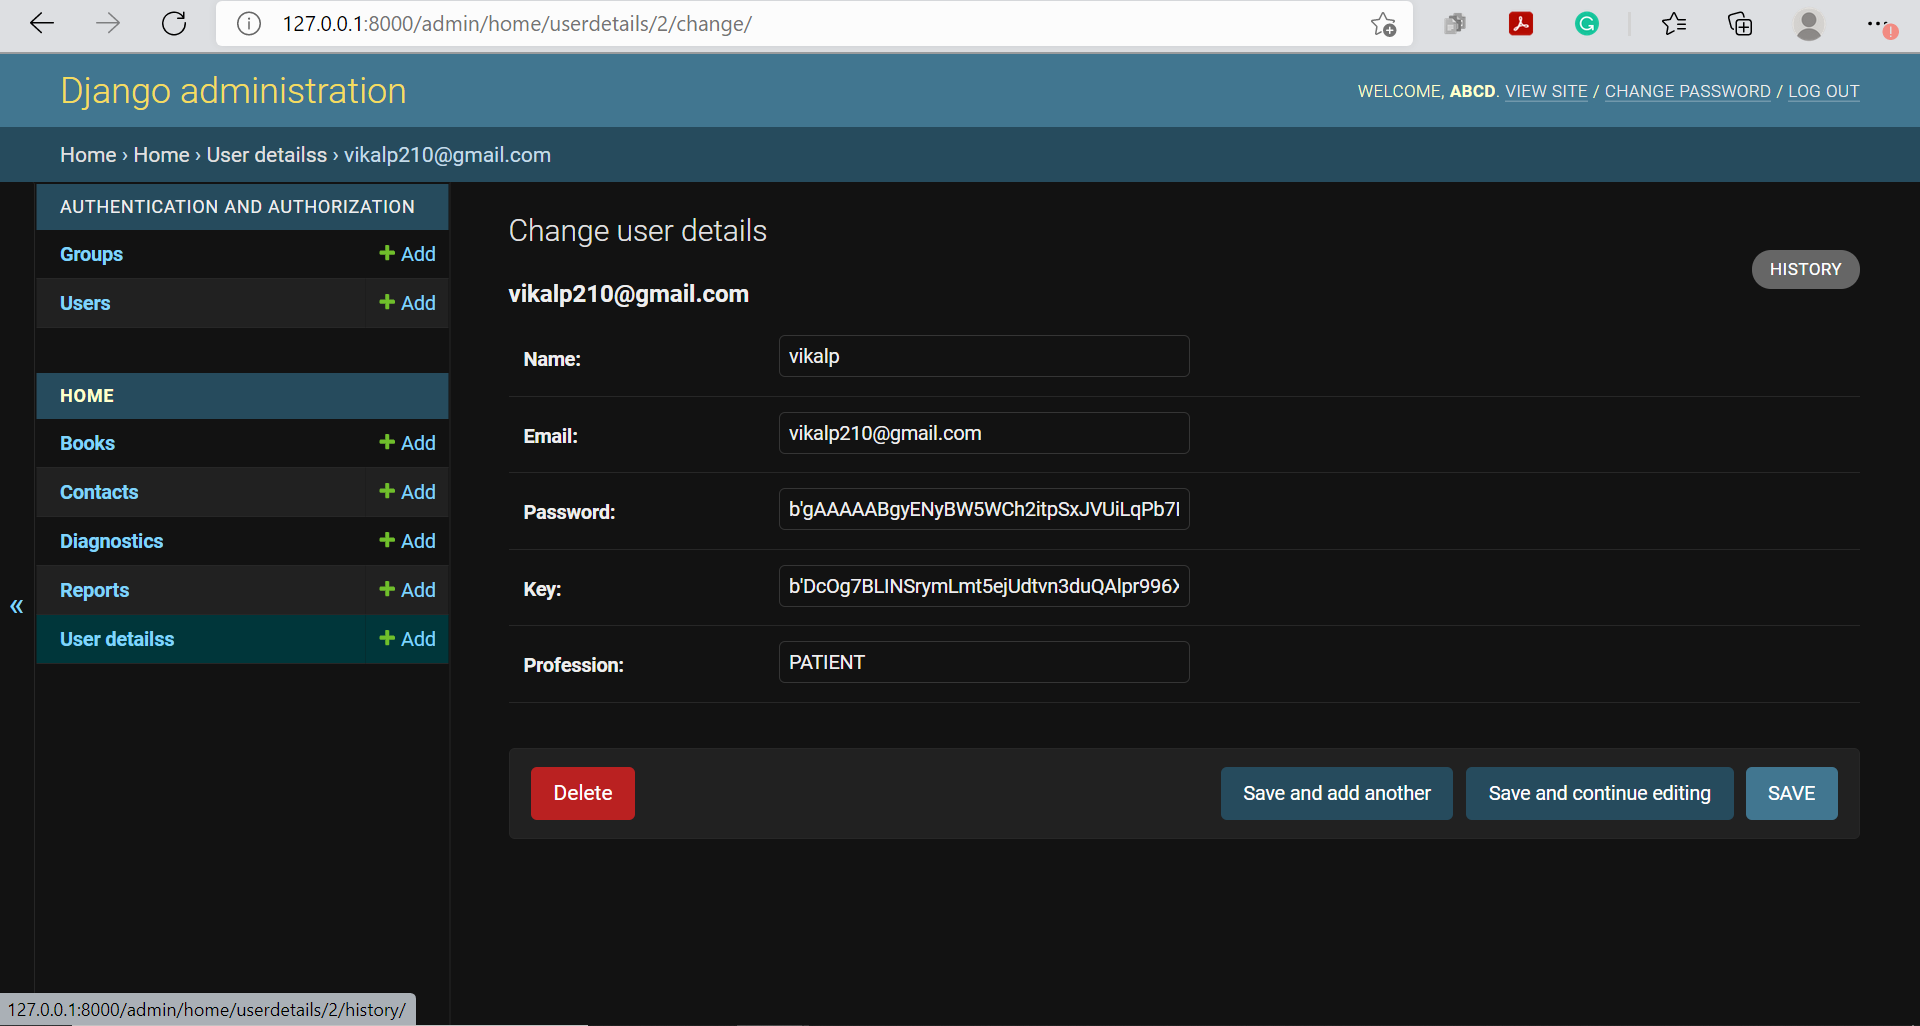 127.0.0.1:8000/admin/home/userdetails/2/change/
Django administration
WELCOME, ABCD. VIEW SITE / CHANGE PASSWORD / LOG OUT
Home › Home › User detailss › vikalp210@gmail.com
AUTHENTICATION AND AUTHORIZATION
Groups + Add
Users + Add
HOME
Books + Add
Contacts + Add
Diagnostics + Add
Reports + Add
User detailss + Add
«
Change user details
HISTORY
vikalp210@gmail.com
Name: vikalp
Email: vikalp210@gmail.com
Password: b'gAAAAABgyENyBW5WCh2itpSxJVUiLqPb7
Key: b'DcOg7BLINSrymLmt5ejUdtvn3duQAlpr996X
Profession: PATIENT
Delete
Save and add another
Save and continue editing
SAVE
127.0.0.1:8000/admin/home/userdetails/2/history/